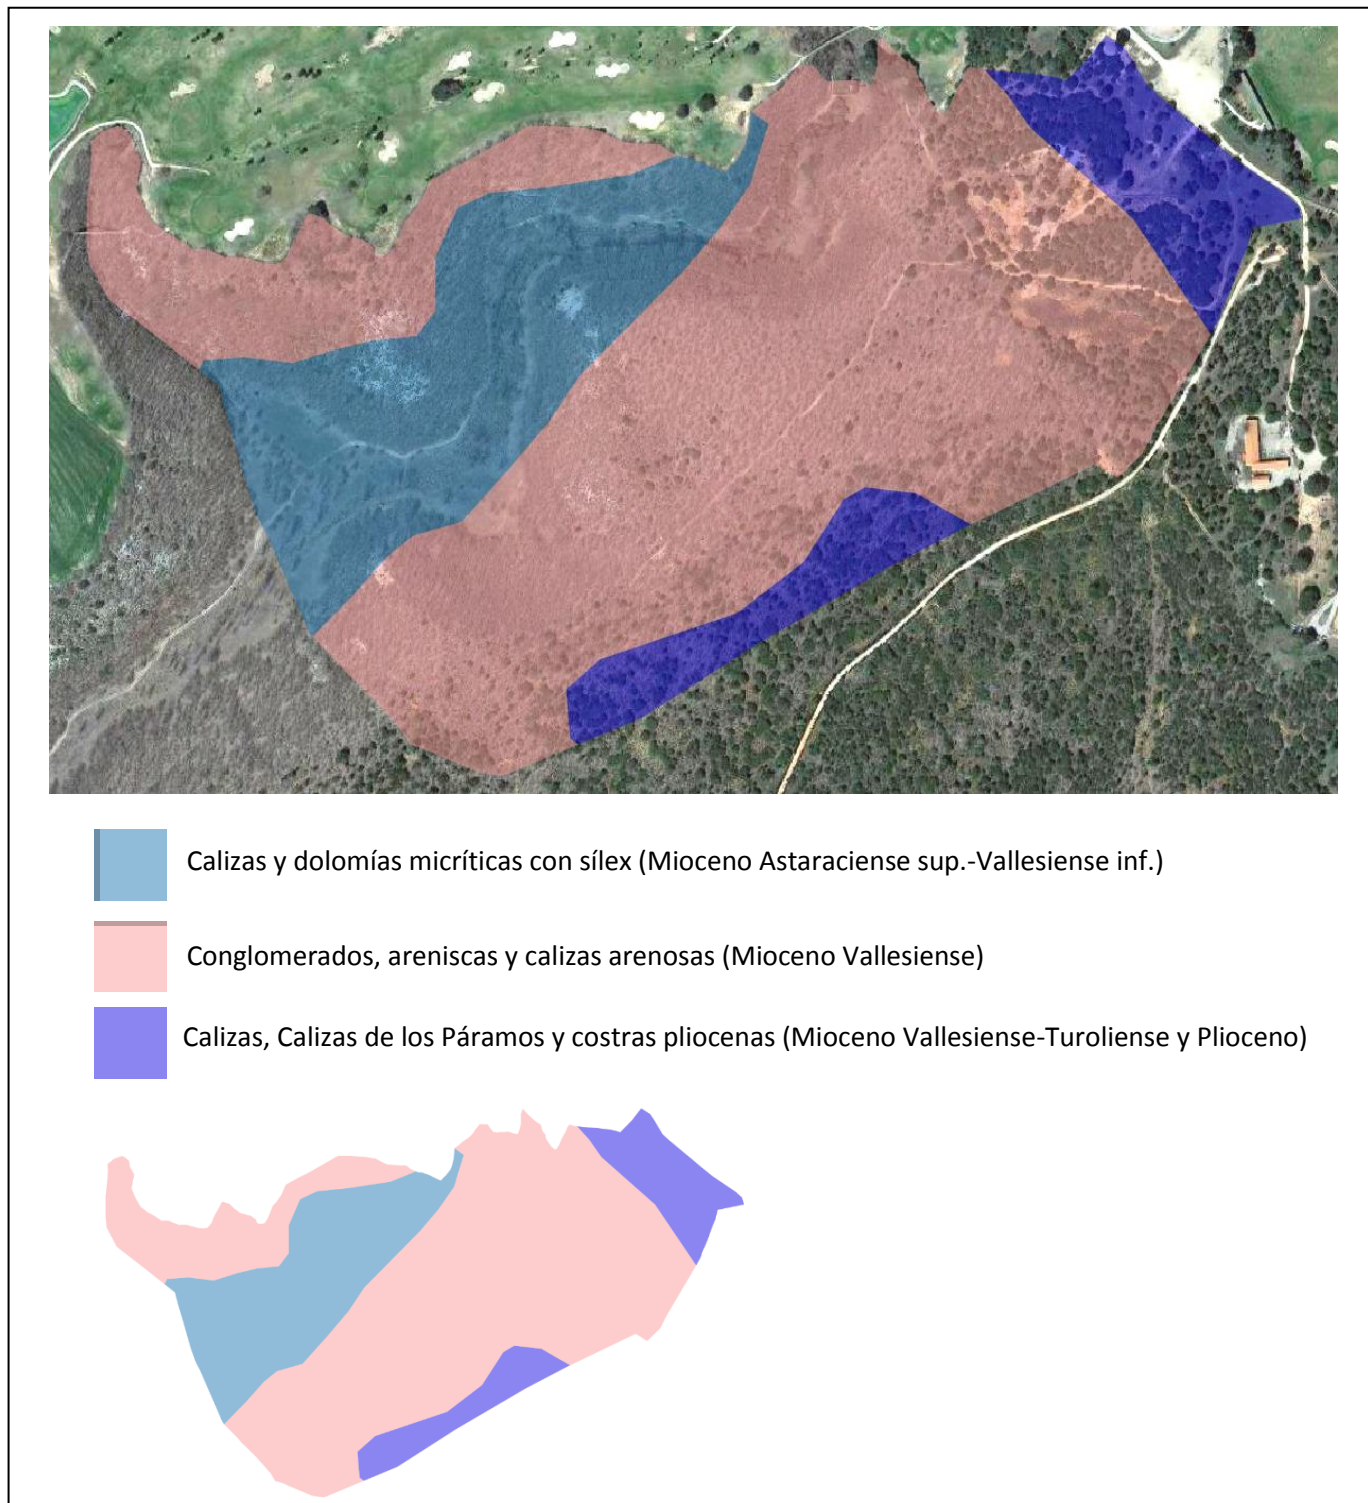 Calizas y dolomías micríticas con sílex (Mioceno Astaraciense sup.-Vallesiense inf.)
Conglomerados, areniscas y calizas arenosas (Mioceno Vallesiense)
Calizas, Calizas de los Páramos y costras pliocenas (Mioceno Vallesiense-Turoliense y Plioceno)